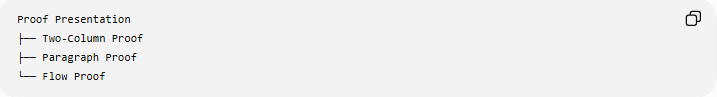 Proof Presentation
├── Two-Column Proof
├── Paragraph Proof
└── Flow Proof